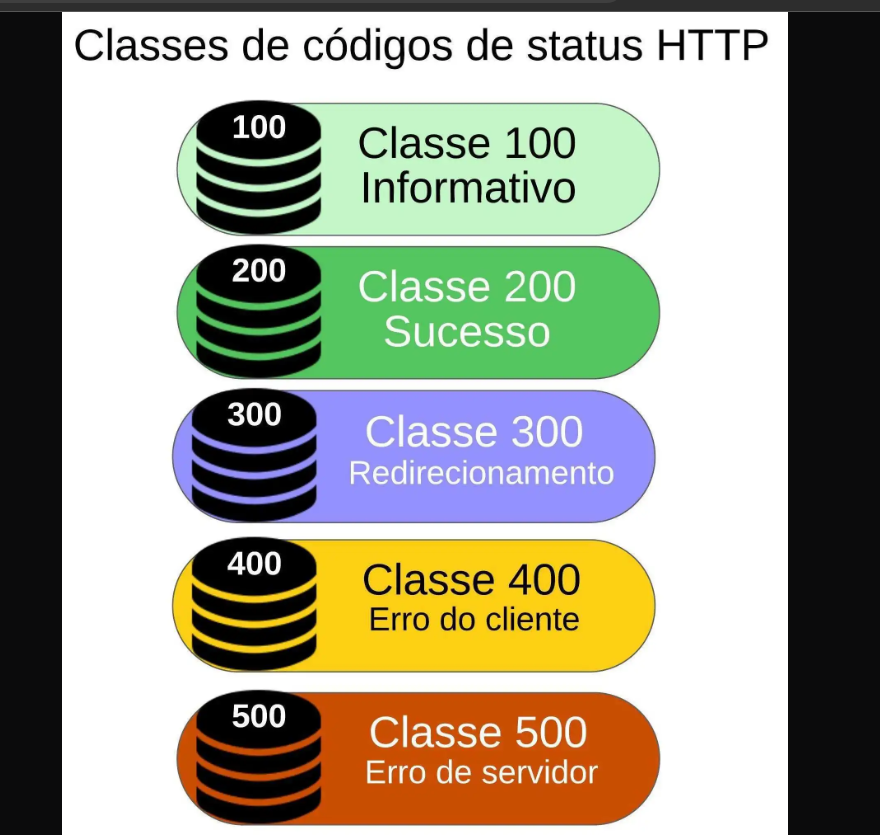 Classes de códigos de status HTTP
100
Classe 100
Informativo
200
Classe 200
Sucesso
300
Classe 300
Redirecionamento
400
Classe 400
Erro do cliente
500
Classe 500
Erro de servidor